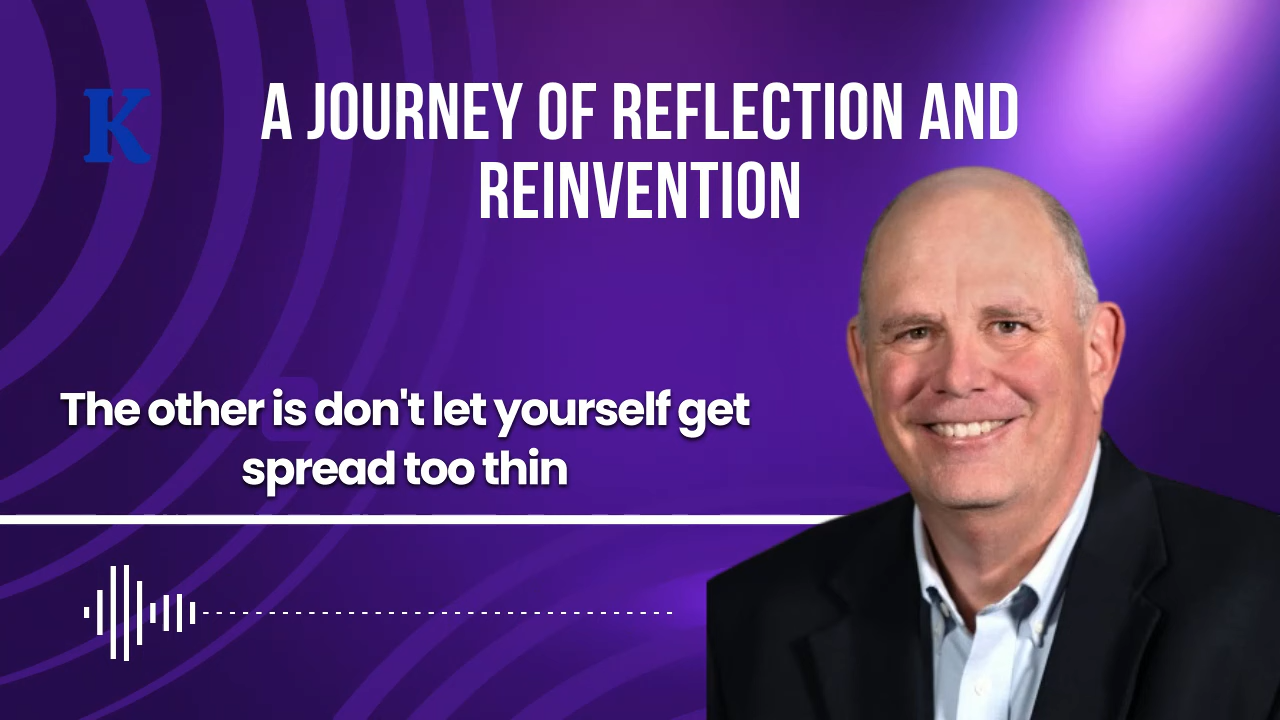 K
A JOURNEY OF REFLECTION AND
REINVENTION
The other is don't let yourself get
spread too thin